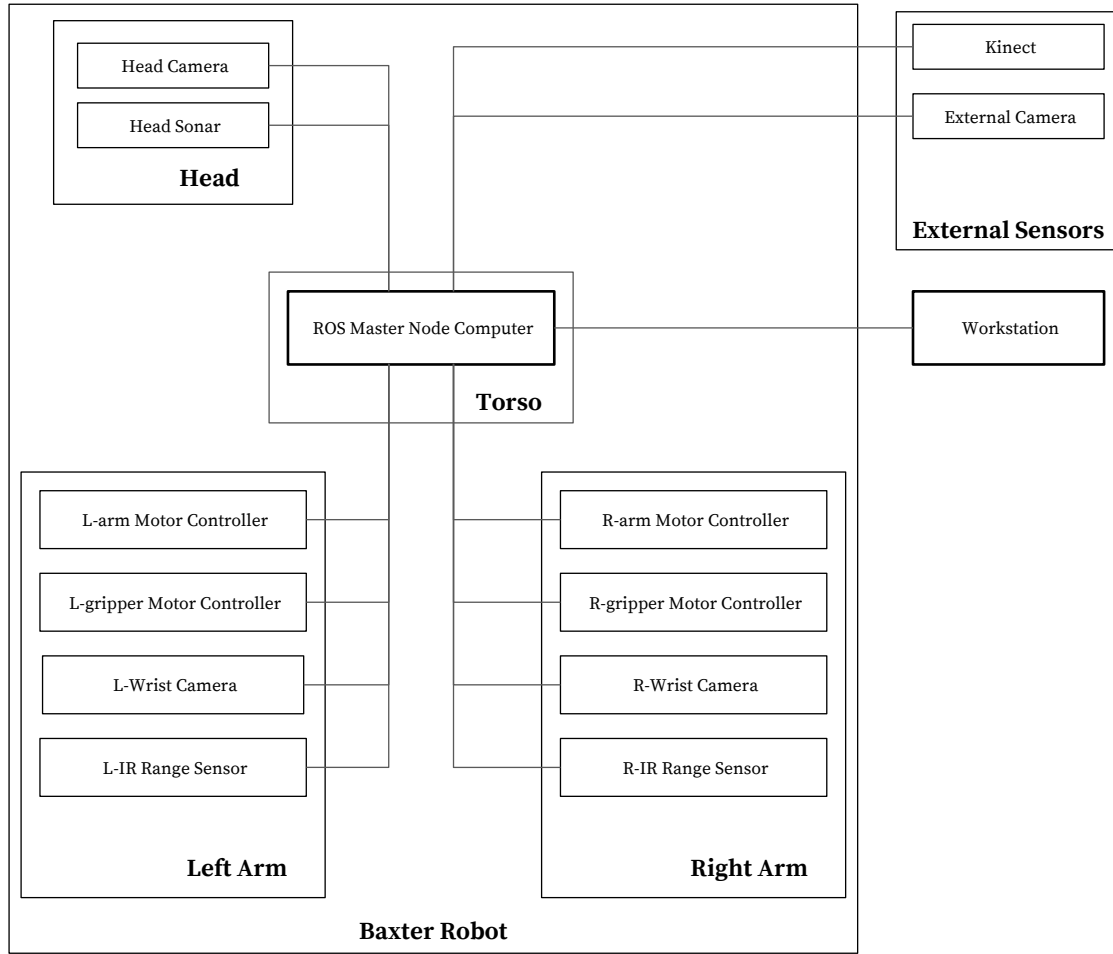 Head Camera
Head Sonar
Head
Kinect
External Camera
External Sensors
ROS Master Node Computer
Torso
Workstation
L-arm Motor Controller
L-gripper Motor Controller
L-Wrist Camera
L-IR Range Sensor
Left Arm
R-arm Motor Controller
R-gripper Motor Controller
R-Wrist Camera
R-IR Range Sensor
Right Arm
Baxter Robot